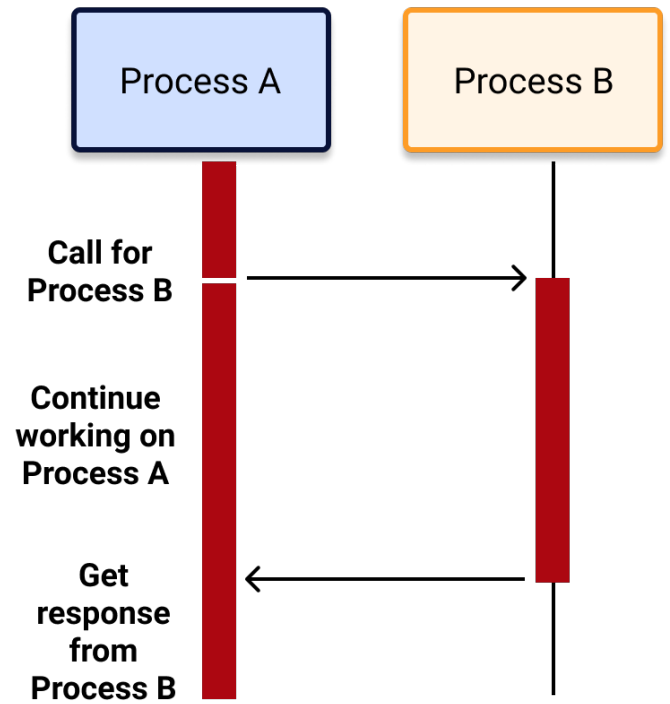 Process A
Process B
Call for
Process B
Continue
working on
Process A
Get
response
from
Process B